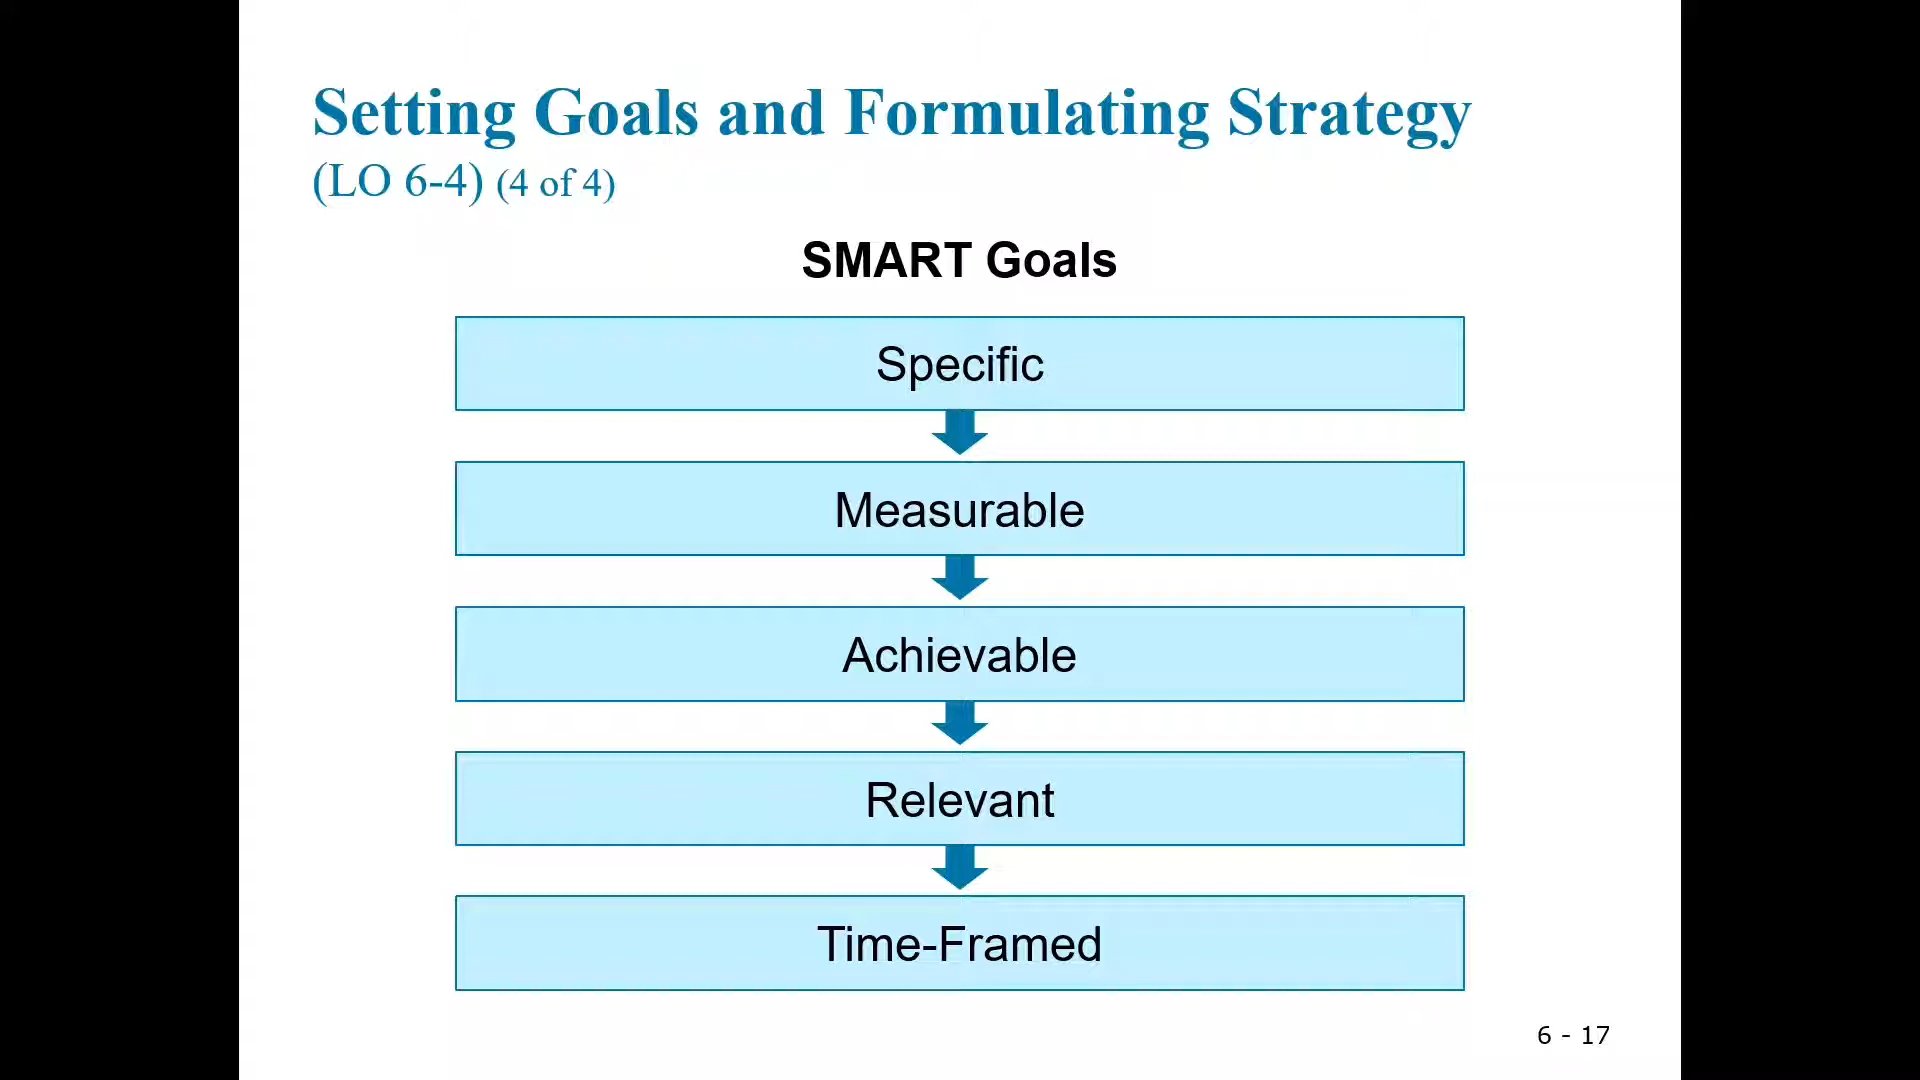 Setting Goals and Formulating Strategy
(LO 6-4) (4 of 4)
SMART Goals
Specific
Measurable
Achievable
Relevant
Time-Framed
6 - 17